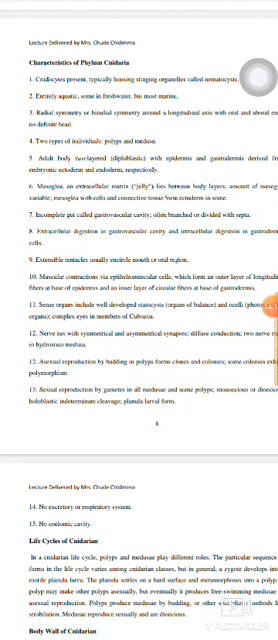 Lecture Delivered by Mrs. Chude Chidimma
Characteristics of Phylum Cnidaria
1. Cnidocytes present, typically housing stinging organelles called nematocysts.
2. Entirely aquatic, some in freshwater, but most marine.
3. Radial symmetry or biradial symmetry around a longitudinal axis with oral and aboral
no definite head.
4. Two types of individuals: polyps and medusa.
5. Adult body two-layered (diploblastic) with epidermis and gastrodermis derived
embryonic ectoderm and endoderm, respectively.
6. Mesoglea, an extracellular matrix ("jelly") lies between body layers; amount of
variable; mesoglea with cells and connective tissue form ectoderm in some.
7. Incomplete gut called gastrovascular cavity; often branched or divided with septa.
8. Extracellular digestion in gastrovascular cavity and intracellular digestion in
cells.
9. Extensible tentacles usually encircle mouth or oral region.
10. Muscular contractions via epitheliomuscular cells, which form an outer layer of
fibers at base of epidermis and an inner layer of circular fibers at base of gastrodermis.
11. Sense organs include well-developed statocysts (organs of balance) and ocelli
organs); complex eyes in members of Cubozoa.
12. Nerve net with symmetrical and asymmetrical synapses; diffuse conduction; two nerve
in hydrozoan medusa.
12. Asexual reproduction by budding in polyps forms clones and colonies; some colonies
polymorphism
13. Sexual reproduction by gametes in all medusae and some polyps; monoecious or
holoblastic indeterminate cleavage; planula larval form.
6
Lecture Delivered by Mrs. Chude Chidimma
14. No excretory or respiratory system.
15. No coelomic cavity.
Life Cycles of Cnidarian
In a cnidarian life cycle, polyps and medusae play different roles. The particular sequence
forms in the life cycle varies among cnidarian classes, but in general, a zygote develops
motile planula larva. The planula settles on a hard surface and metamorphoses into a polyp.
polyp may make other polyps asexually, but eventually it produces free-swimming medusae
asexual reproduction. Polyps produce medusae by budding, or other
strobilation. Medusae reproduce sexually and are dioecious.
Body Wall of Cnidarian